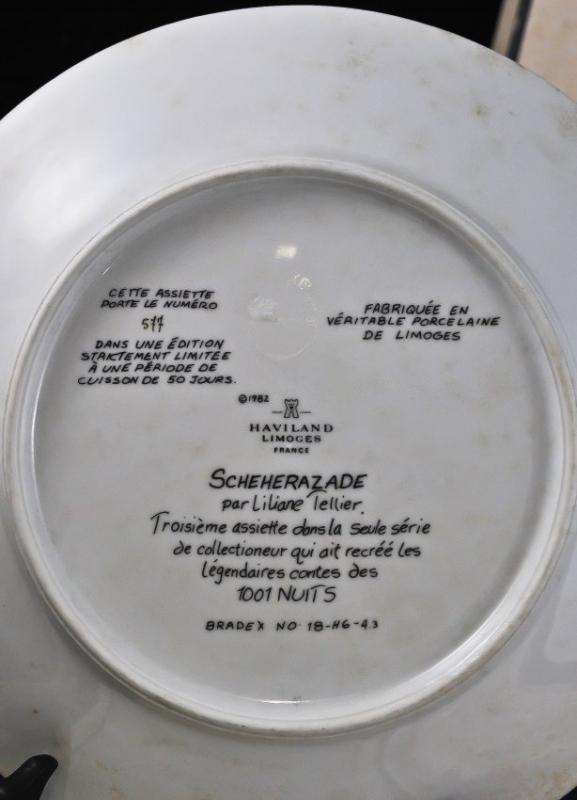 CETTE ASSIETTE
PORTE LE NUMÉRO
577
DANS UNE ÉDITION
STRICTEMENT LIMITÉE
À UNE PÉRIODE DE
CUISSON DE 50 JOURS.
FABRIQUÉE EN
VÉRITABLE PORCELAINE
DE LIMOGES
©1982
HAVILAND
LIMOGES
FRANCE
SCHEHERAZADE
par Liliane Tellier.
Troisième assiette dans la seule série
de collectioneur qui ait recréé les
légendaires contes des
1001 NUITS
BRADEX NO. 18-H6-4.3